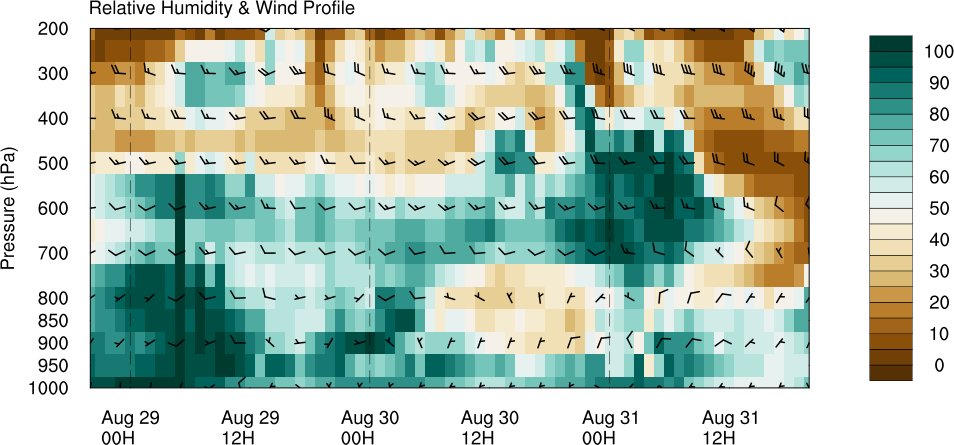 Relative Humidity & Wind Profile
Pressure (hPa)
200
300
400
500
600
700
800
850
900
950
1000
Aug 29
00H
Aug 29
12H
Aug 30
00H
Aug 30
12H
Aug 31
00H
Aug 31
12H
100
90
80
70
60
50
40
30
20
10
0